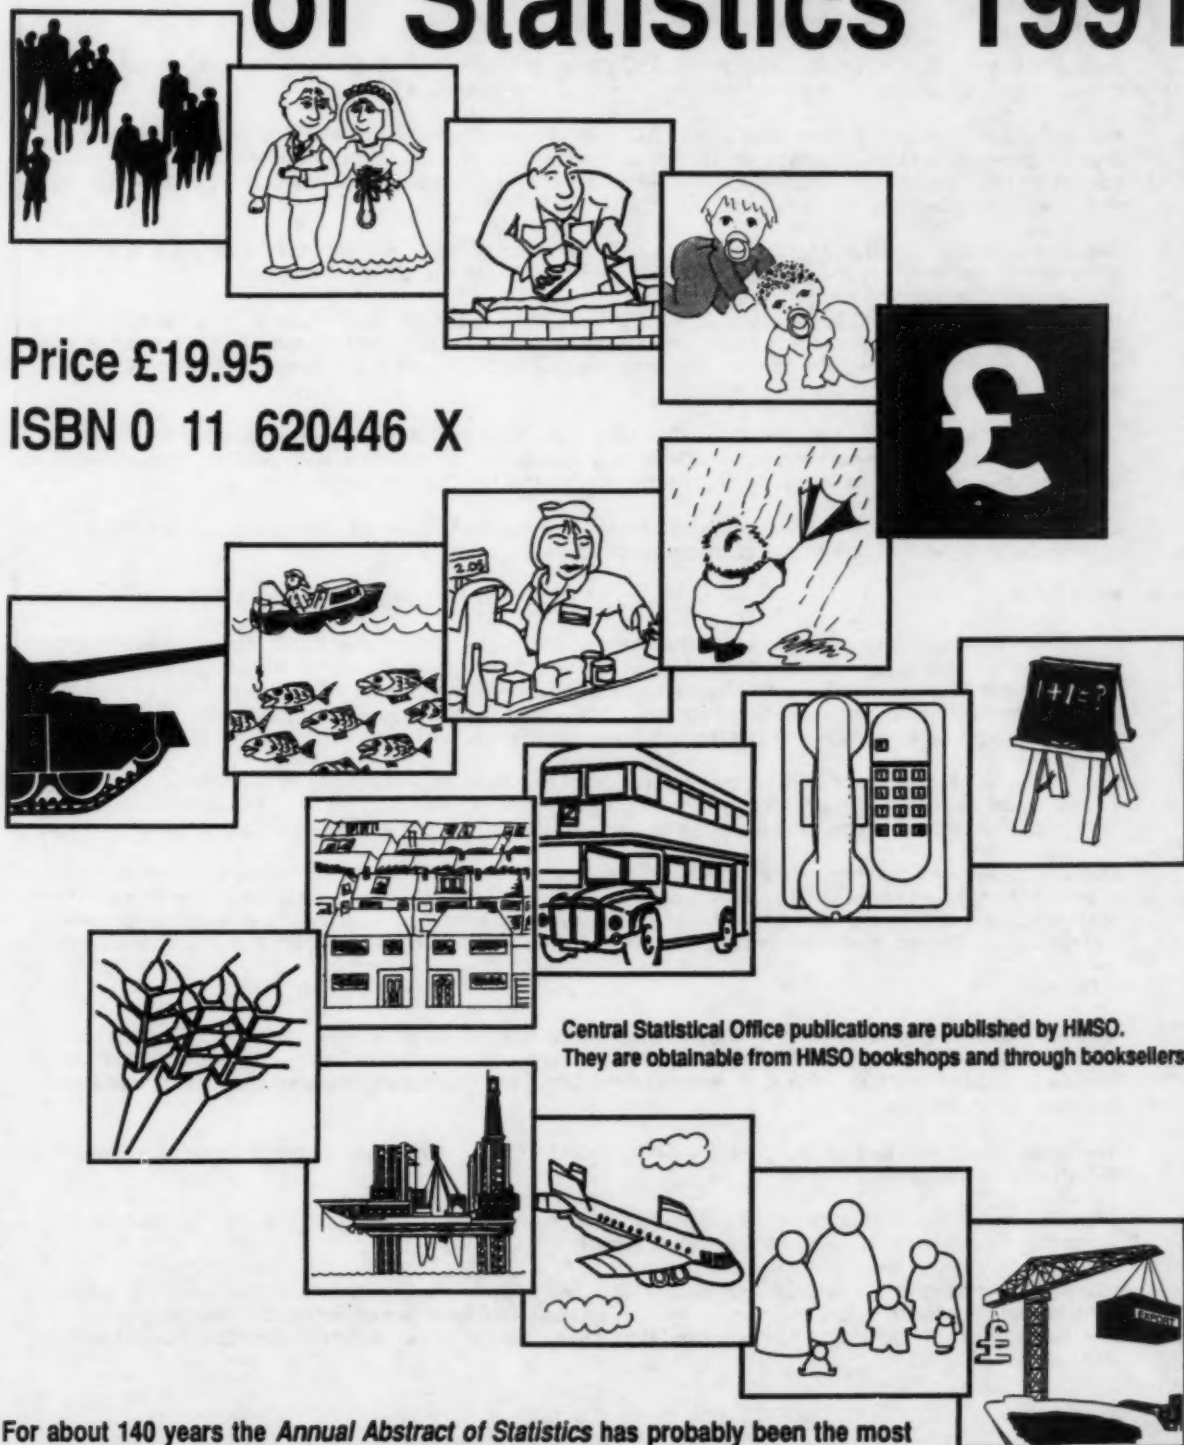 of Statistics 1991
Price £19.95
ISBN 0 11 620446 X
£
2.05
1+1=?
Central Statistical Office publications are published by HMSO.
They are obtainable from HMSO bookshops and through booksellers
EXPORT
£
For about 140 years the Annual Abstract of Statistics has probably been the most